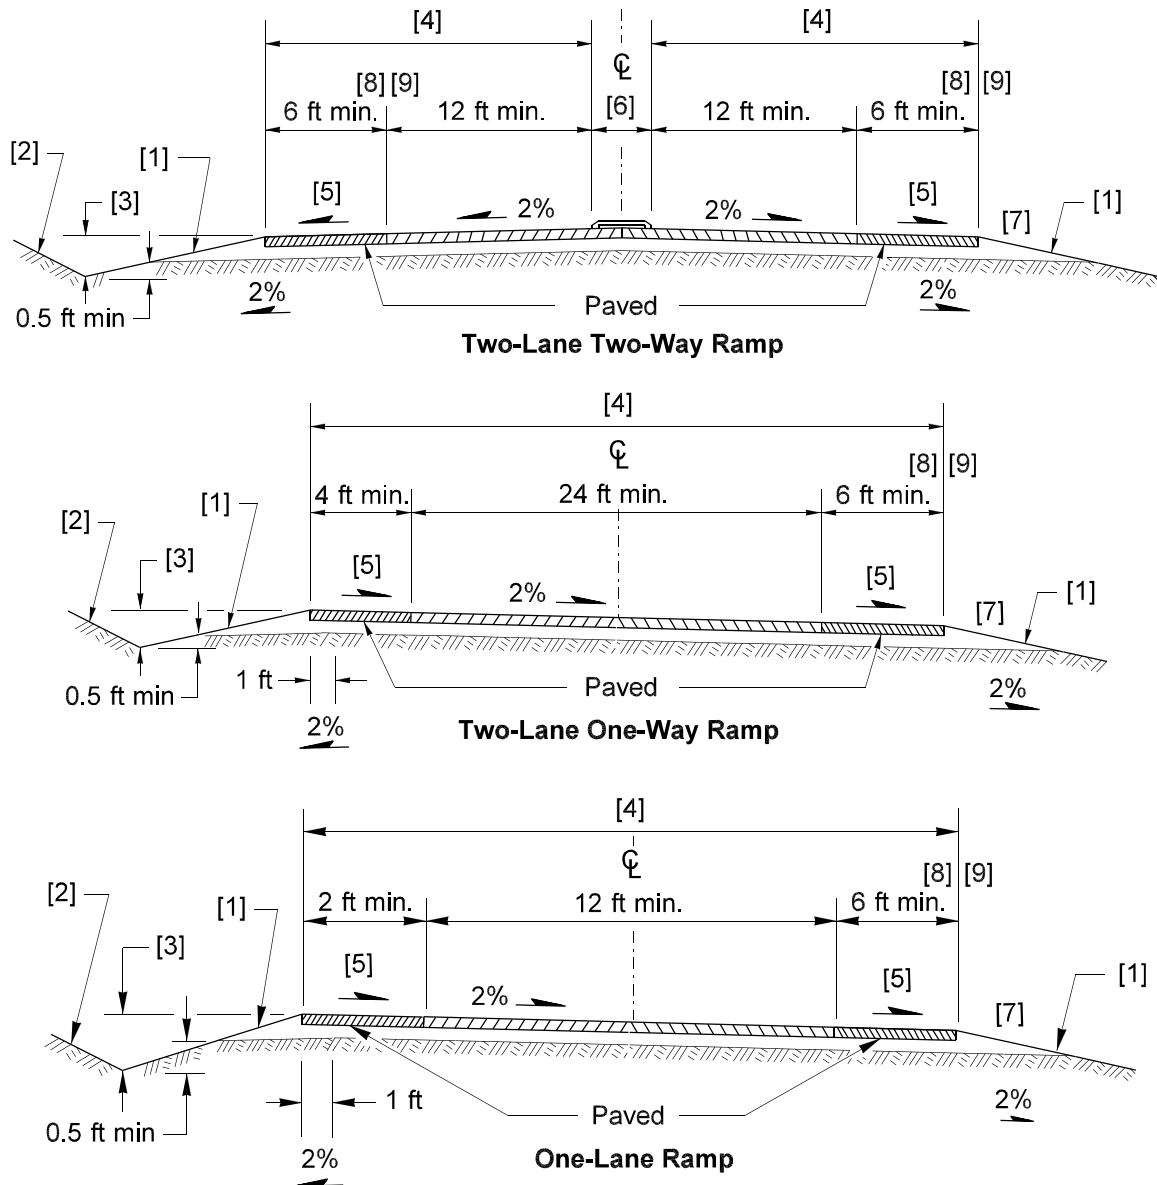 [4] [4]
℄
[8] [9] [6] [8] [9]
6 ft min. 12 ft min. 12 ft min. 6 ft min.
[2] [1] [3] [5] 2% 2% [5] [7] [1]
2% 2%
0.5 ft min Paved
Two-Lane Two-Way Ramp
[4]
℄
[8] [9]
4 ft min. 24 ft min. 6 ft min.
[2] [1] [3] [5] 2% [5] [7] [1]
0.5 ft min 1 ft Paved 2%
2% Two-Lane One-Way Ramp
[4]
℄
[8] [9]
2 ft min. 12 ft min. 6 ft min.
[2] [1] [3] [5] 2% [5] [7] [1]
1 ft Paved 2%
0.5 ft min
2% One-Lane Ramp